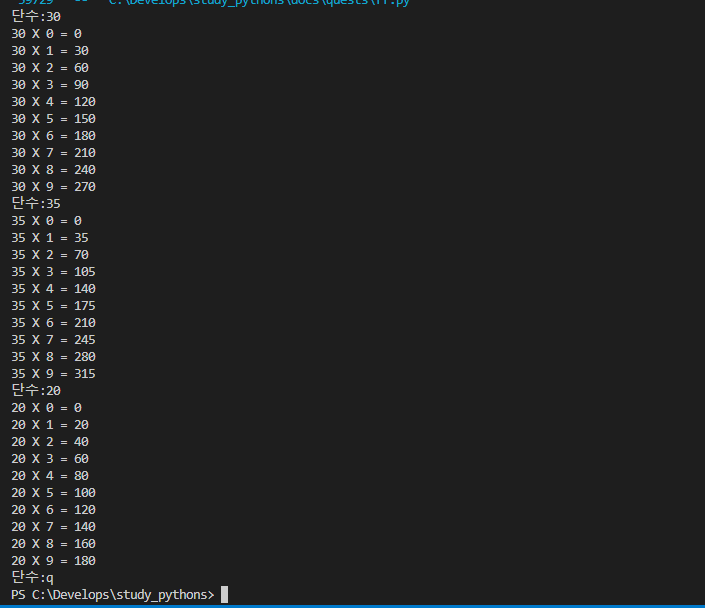 59729 -- C:\Develops\study_pythons\docs\quests\
단수:30
30 X 0 = 0
30 X 1 = 30
30 X 2 = 60
30 X 3 = 90
30 X 4 = 120
30 X 5 = 150
30 X 6 = 180
30 X 7 = 210
30 X 8 = 240
30 X 9 = 270
단수:35
35 X 0 = 0
35 X 1 = 35
35 X 2 = 70
35 X 3 = 105
35 X 4 = 140
35 X 5 = 175
35 X 6 = 210
35 X 7 = 245
35 X 8 = 280
35 X 9 = 315
단수:20
20 X 0 = 0
20 X 1 = 20
20 X 2 = 40
20 X 3 = 60
20 X 4 = 80
20 X 5 = 100
20 X 6 = 120
20 X 7 = 140
20 X 8 = 160
20 X 9 = 180
단수:q
PS C:\Develops\study_pythons>